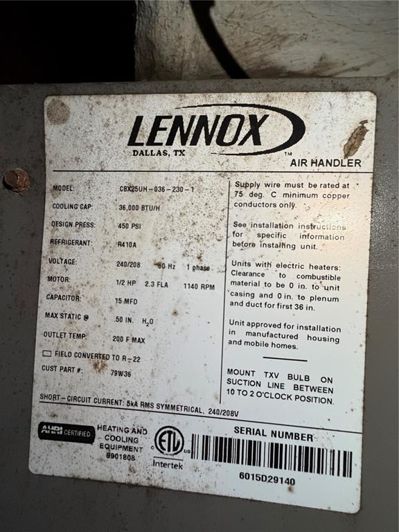 LENNOX
DALLAS, TX
™
AIR HANDLER
MODEL: CBX25UH-036-230-1
COOLING CAP: 36,000 BTU/H
DESIGN PRESS: 450 PSI
REFRIGERANT: R410A
VOLTAGE: 240/208 60 Hz 1 phase
MOTOR: 1/2 HP 2.3 FLA 1140 RPM
CAPACITOR: 15 MFD
MAX STATIC @ .50 IN. H₂O
OUTLET TEMP: 200 F MAX
FIELD CONVERTED TO R-22
CUST PART #: 79W36
SHORT-CIRCUIT CURRENT: 5kA RMS SYMMETRICAL, 240/208V
Supply wire must be rated at
75 deg. C minimum copper
conductors only.
See installation instructions
for specific information
before installing unit.
Units with electric heaters:
Clearance to combustible
material to be 0 in. to unit
casing and 0 in. to plenum
and duct for first 36 in.
Unit approved for installation
in manufactured housing
and mobile homes.
MOUNT TXV BULB ON
SUCTION LINE BETWEEN
10 TO 2 O'CLOCK POSITION.
AHRI CERTIFIED
HEATING AND
COOLING
EQUIPMENT
9901808
ETL
Intertek
SERIAL NUMBER
6015D29140